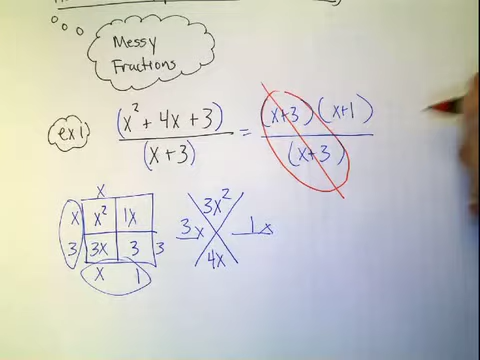 Messy
Fractions
ex1 (x² + 4x + 3) / (x + 3) = (x+3)(x+1) / (x+3)
x
x x² 1x 3x²
3 3x 3 3 3x 1x
x 1 4x